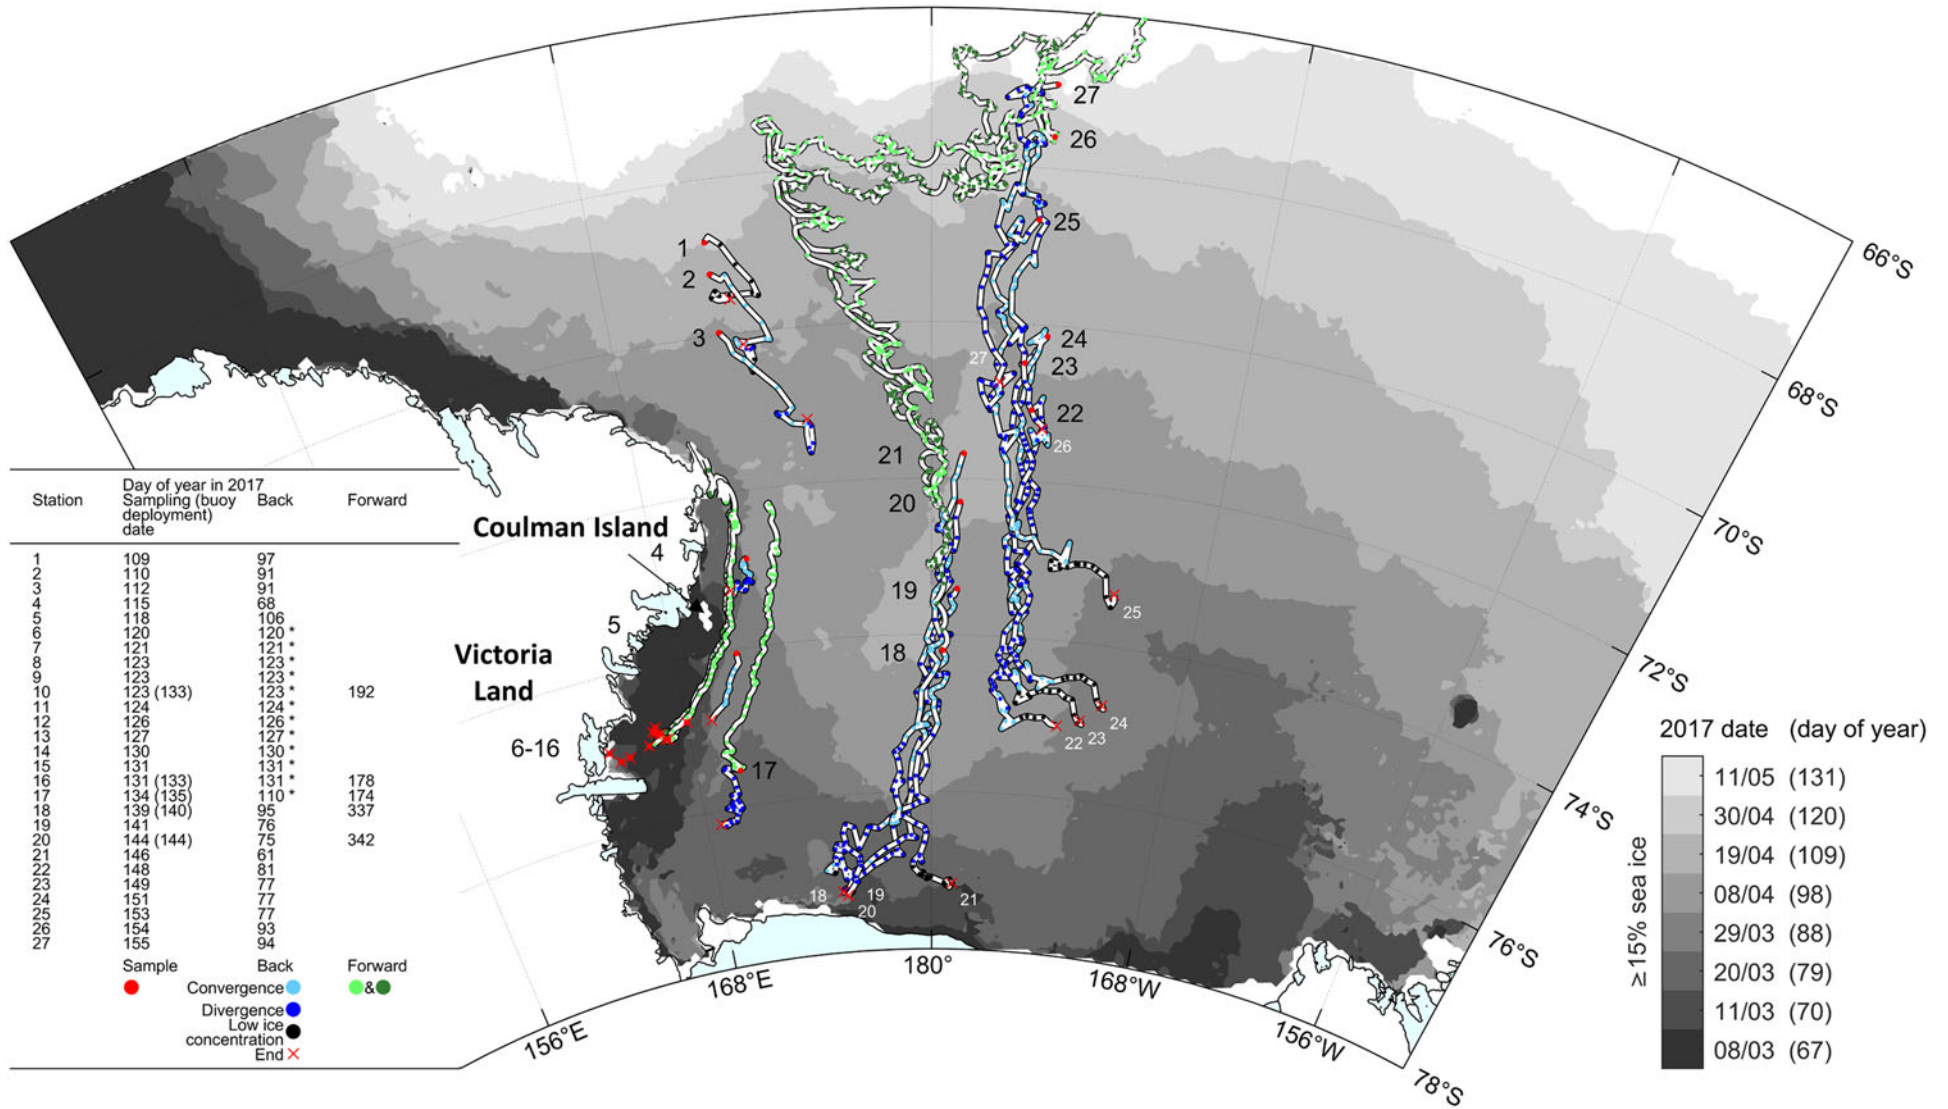 27
26
1
25
2
3
24
27
23
22
26
21
20
Coulman Island
4
19
25
5
18
Victoria
Land
24
23
22
6-16
17
18
19
20
21
66°S
68°S
70°S
72°S
74°S
76°S
78°S
156°E
168°E
180°
168°W
156°W
Station Day of year in 2017 Back Forward
Sampling (buoy
deployment)
date
1 109 97
2 110 91
3 112 91
4 115 68
5 118 106
6 120 120 *
7 121 121 *
8 123 123 *
9 123 123 *
10 123 (133) 123 * 192
11 124 124 *
12 126 126 *
13 127 127 *
14 130 130 *
15 131 131 *
16 131 (133) 131 * 178
17 134 (135) 110 * 174
18 139 (140) 95 337
19 141 76
20 144 (144) 75 342
21 146 61
22 148 81
23 149 77
24 151 77
25 153 77
26 154 93
27 155 94
Sample Back Forward
Convergence &
Divergence
Low ice
concentration
End
2017 date (day of year)
≥15% sea ice
11/05 (131)
30/04 (120)
19/04 (109)
08/04 (98)
29/03 (88)
20/03 (79)
11/03 (70)
08/03 (67)